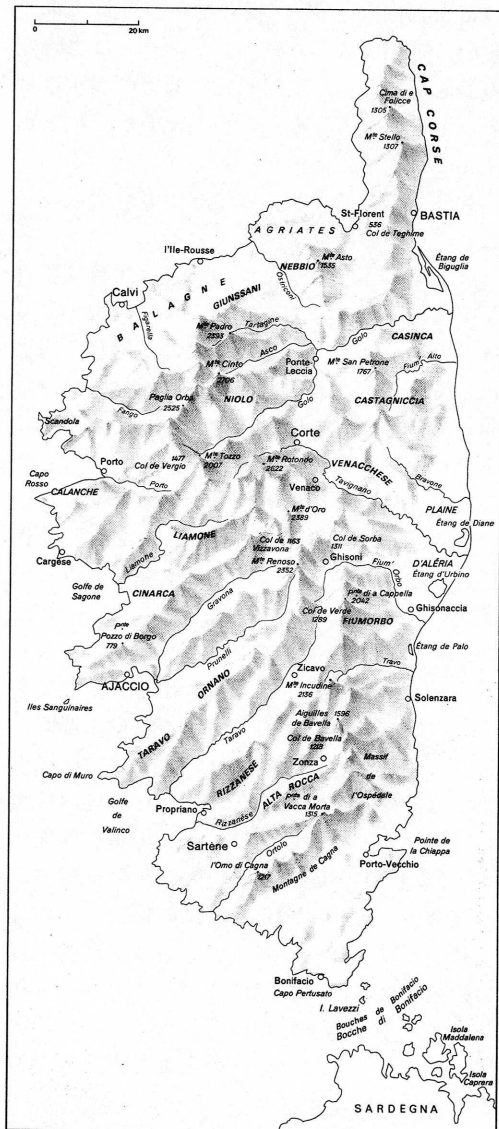 0 20 km
CAP CORSE
Cima di e
Folicce
1305
Mte Stello
1307
St-Florent
536
Col de Teghime
BASTIA
AGRIATES
Étang de
Biguglia
l'Ile-Rousse
NEBBIO
Mte Asto
1535
Ostriconi
Calvi
BALAGNE
GIUNSSANI
Figarella
Mte Padro
2393
Tartagine
Asco
Golo
CASINCA
Ponte-
Leccia
Mte San Petrone
1767
Fium' Alto
Mte Cinto
2706
Paglia Orba
2525
NIOLO
Golo
CASTAGNICCIA
Fango
Scandola
Corte
1477
Col de Vergio
Mte Tozzo
2007
Mte Rotondo
2622
VENACCHESE
Porto
Porto
Capo
Rosso
CALANCHE
Venaco
Tavignano
Bravone
Mte d'Oro
2389
PLAINE
Étang de Diane
LIAMONE
Col de 1163
Vizzavona
Col de Sorba
1311
Cargèse
Liamone
Mte Renoso
2352
Ghisoni
Fium' Orbo
D'ALÉRIA
Étang d'Urbino
Golfe de
Sagone
CINARCA
Gravona
Pnte di a Cappella
2042
Col de Verde
1289
FIUMORBO
Ghisonaccia
Pnte
Pozzo di Borgo
779
Prunelli
Étang de Palo
AJACCIO
ORNANO
Zicavo
Travo
Mte Incudine
2136
Solenzara
Iles Sanguinaires
TARAVO
Taravo
Aiguilles 1596
de Bavella
Col de Bavella
1218
Capo di Muro
RIZZANESE
Zonza
Massif
de
l'Ospédale
ALTA ROCCA
Golfe
de
Valinco
Propriano
Rizzanèse
Pnte di a
Vacca Morta
1315
Sartène
Ortolo
l'Omo di Cagna
1217
Montagne de Cagna
Pointe de
la Chiappa
Porto-Vecchio
Bonifacio
Capo Pertusato
I. Lavezzi
Bouches de Bonifacio
Bocche di Bonifacio
Isola
Maddalena
Isola
Caprera
SARDEGNA